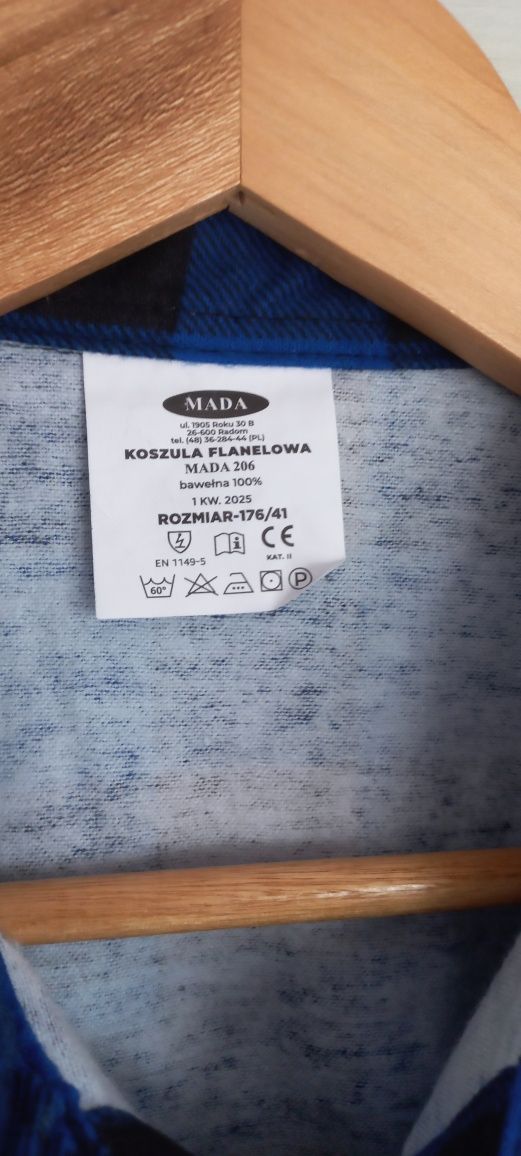 MADA
ul. 1905 Roku 30 B
26-600 Radom
tel. (48) 36-284-44 (PL)
KOSZULA FLANELOWA
MADA 206
bawełna 100%
1 KW. 2025
ROZMIAR-176/41
EN 1149-5
CE
KAT. II
60°
P